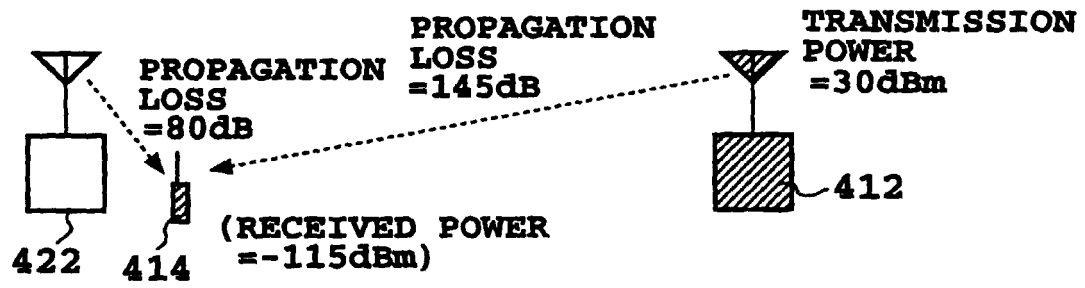 PROPAGATION
LOSS
=80dB
PROPAGATION
LOSS
=145dB
TRANSMISSION
POWER
=30dBm
412
(RECEIVED POWER
=-115dBm)
422
414